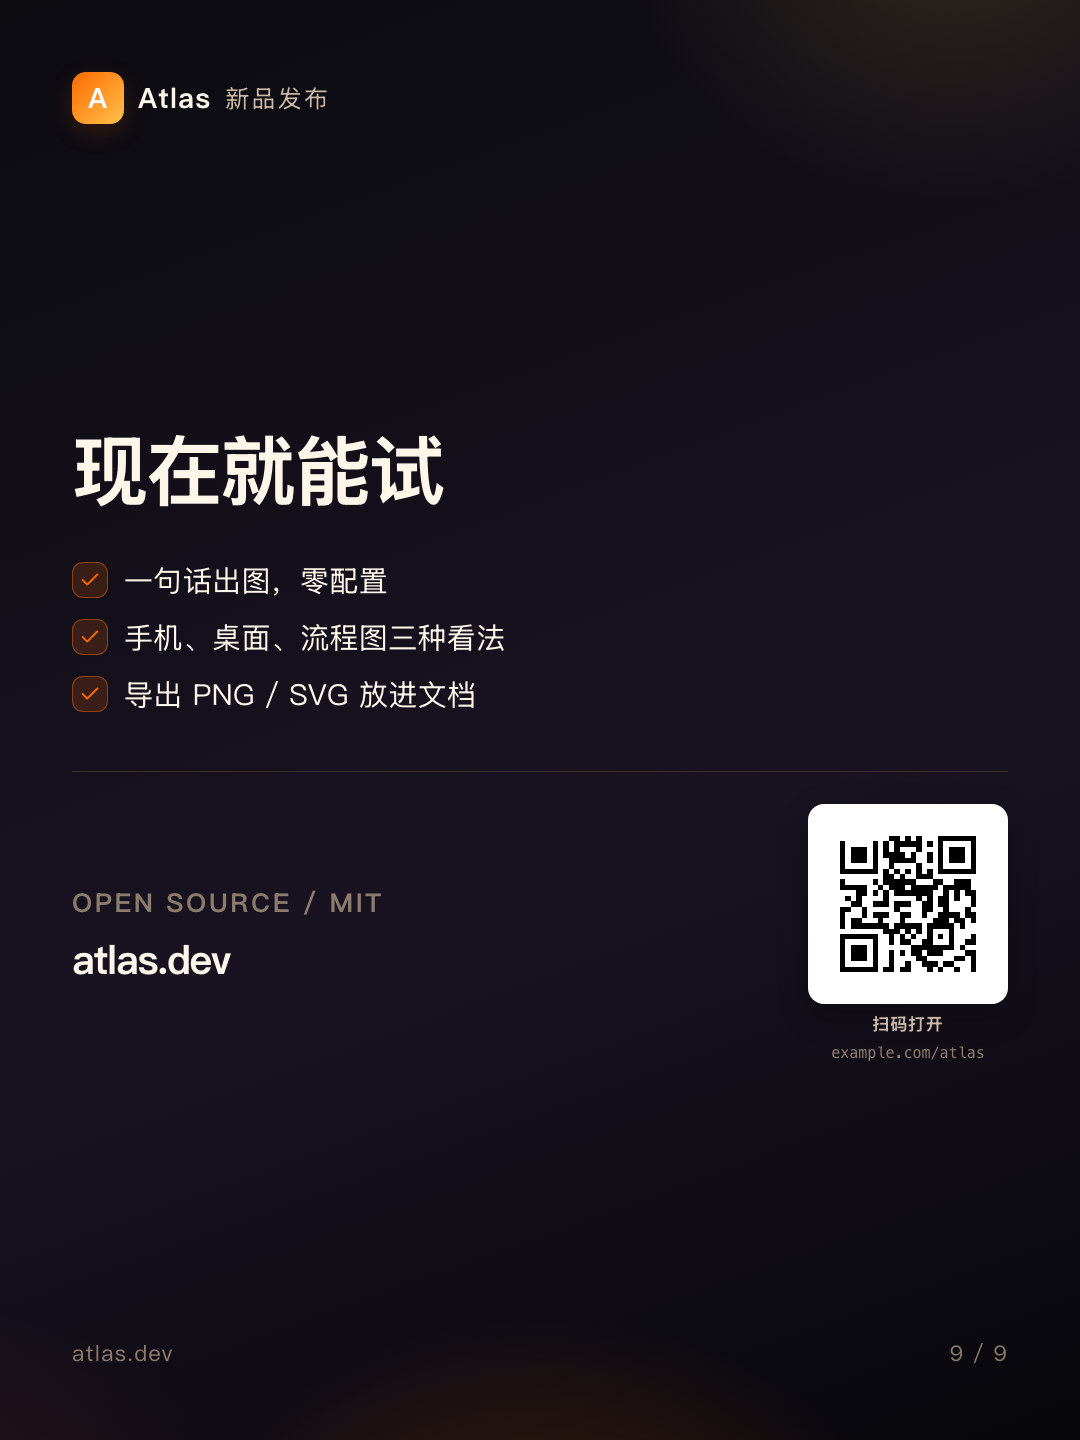 A Atlas 新品发布
现在就能试
一句话出图，零配置
手机、桌面、流程图三种看法
导出 PNG / SVG 放进文档
OPEN SOURCE / MIT
atlas.dev
扫码打开
example.com/atlas
atlas.dev
9 / 9